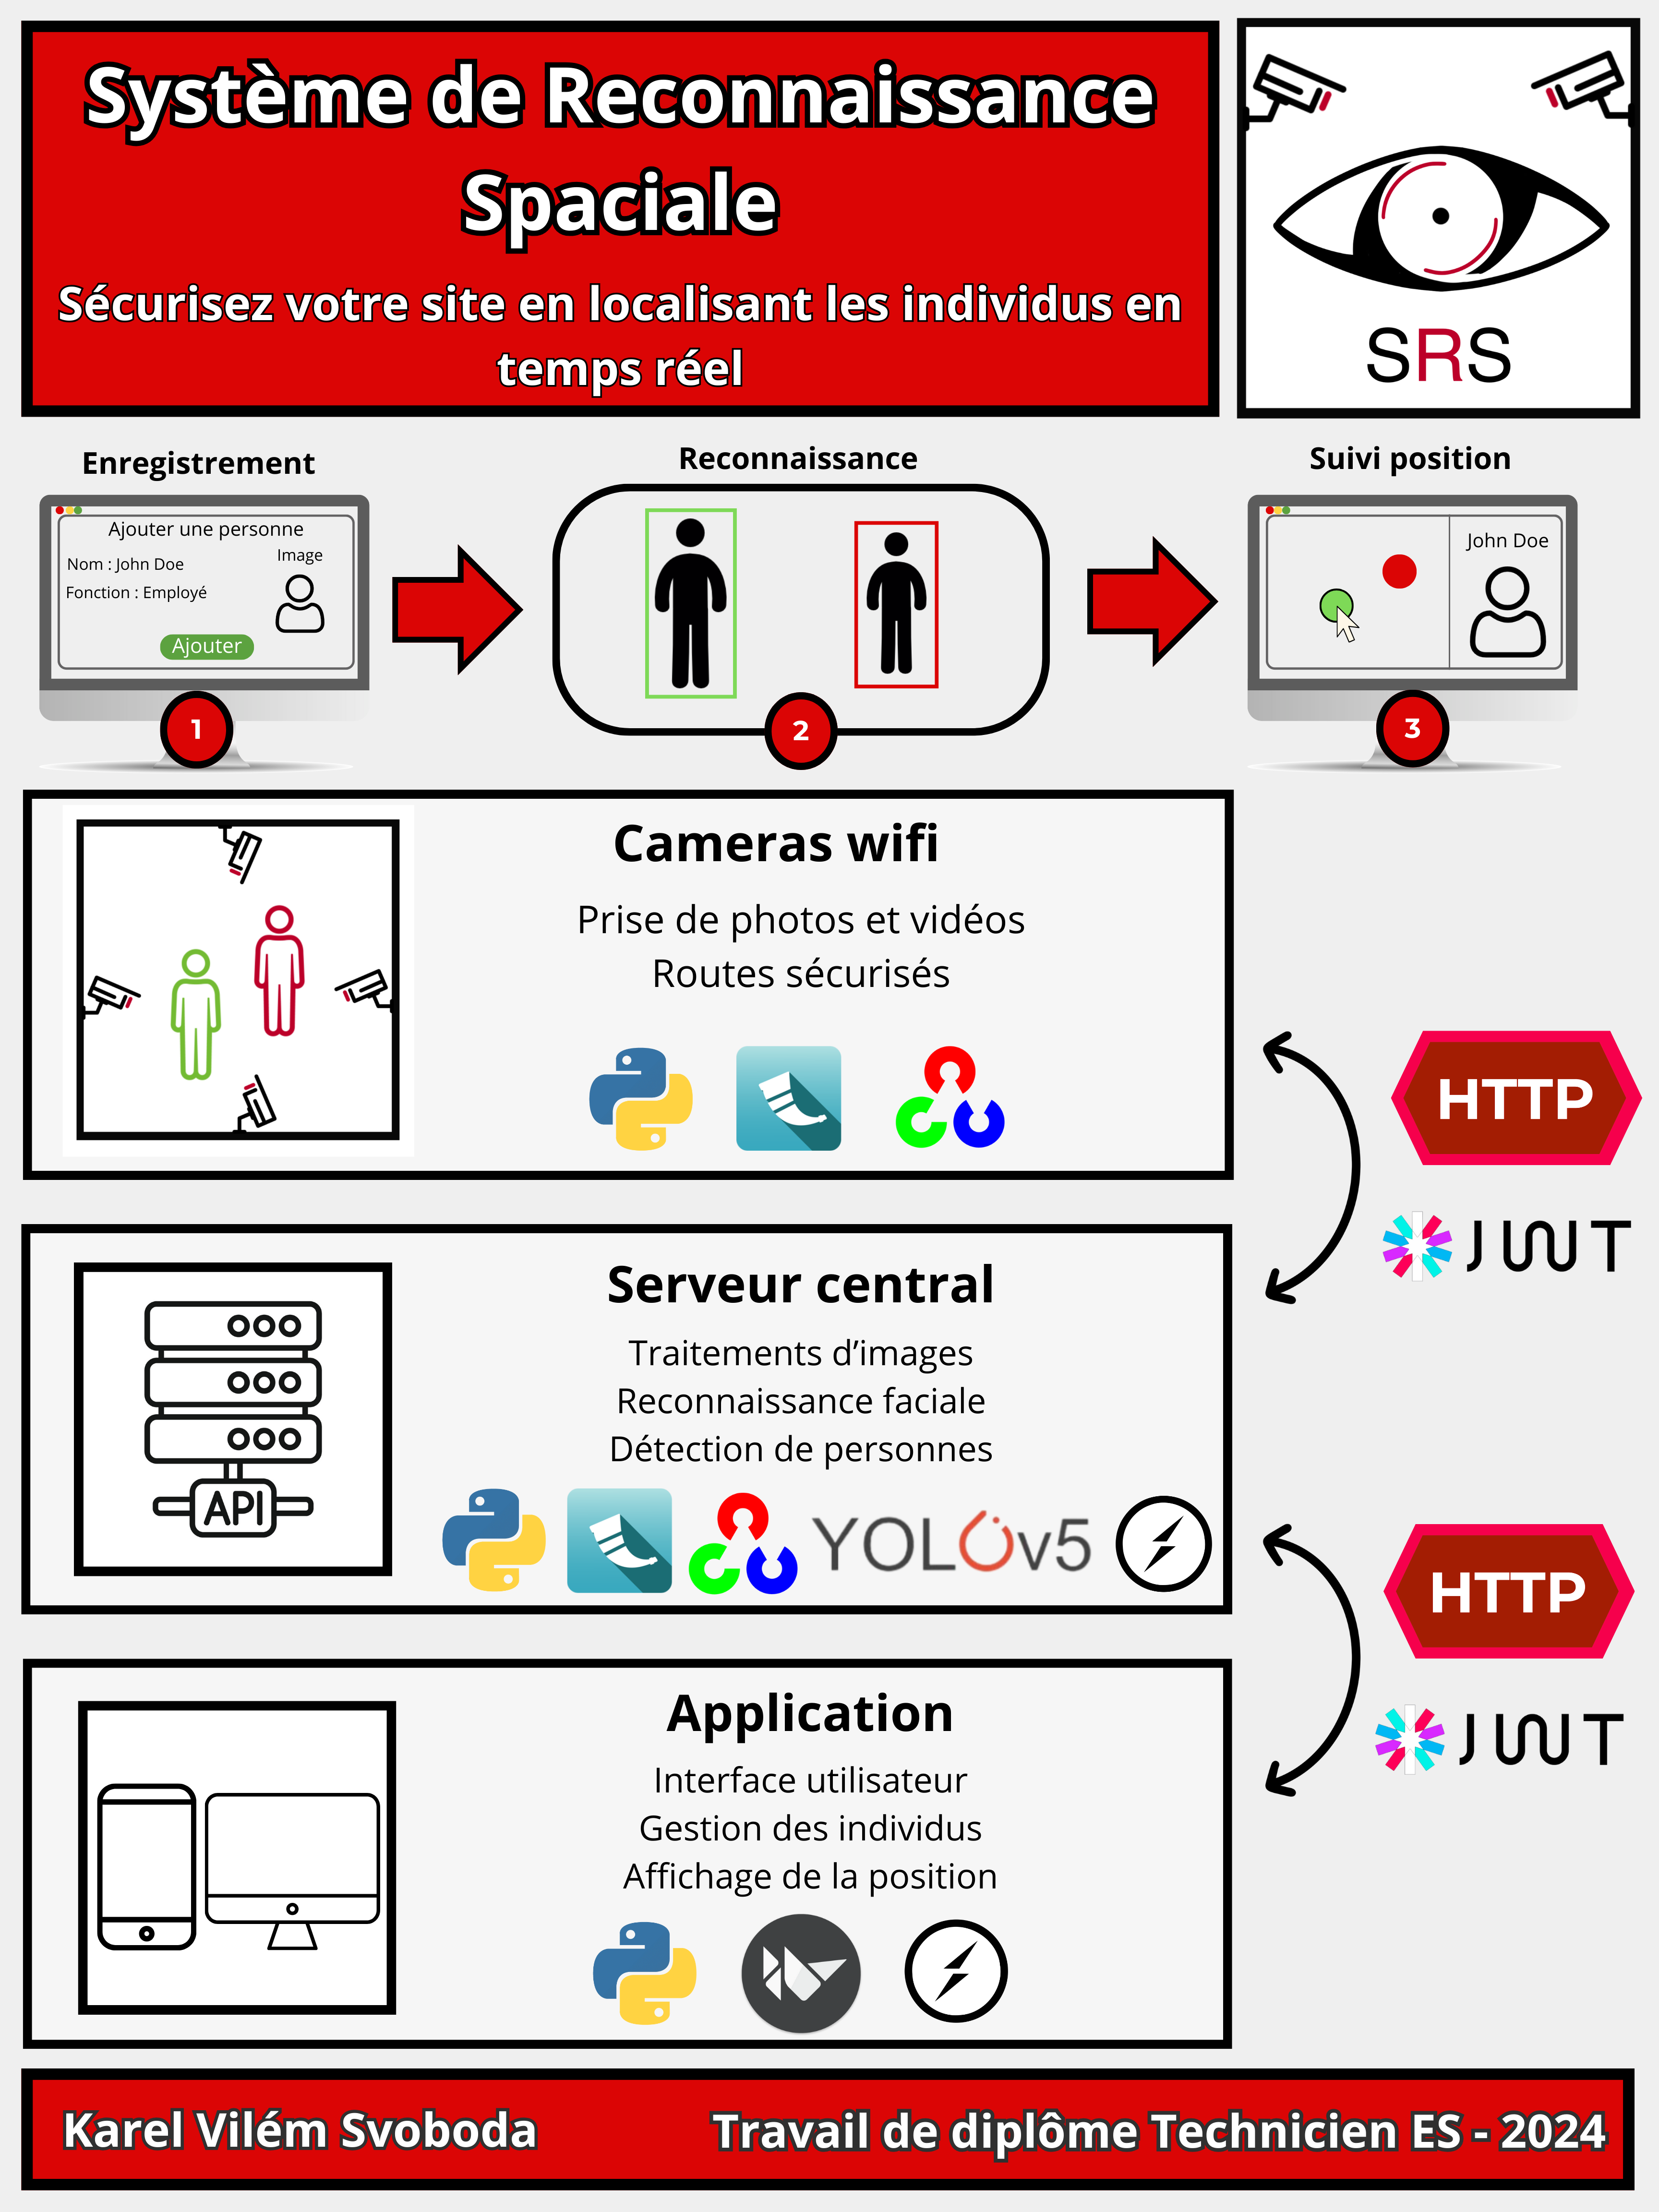 Système de Reconnaissance
Spaciale
Sécurisez votre site en localisant les individus en
temps réel
SRS
Enregistrement
Ajouter une personne
Nom : John Doe
Image
Fonction : Employé
Ajouter
1
Reconnaissance
2
Suivi position
John Doe
3
Cameras wifi
Prise de photos et vidéos
Routes sécurisés
HTTP
JWT
Serveur central
Traitements d’images
Reconnaissance faciale
Détection de personnes
API
YOLOv5
HTTP
JWT
Application
Interface utilisateur
Gestion des individus
Affichage de la position
Karel Vilém Svoboda
Travail de diplôme Technicien ES - 2024